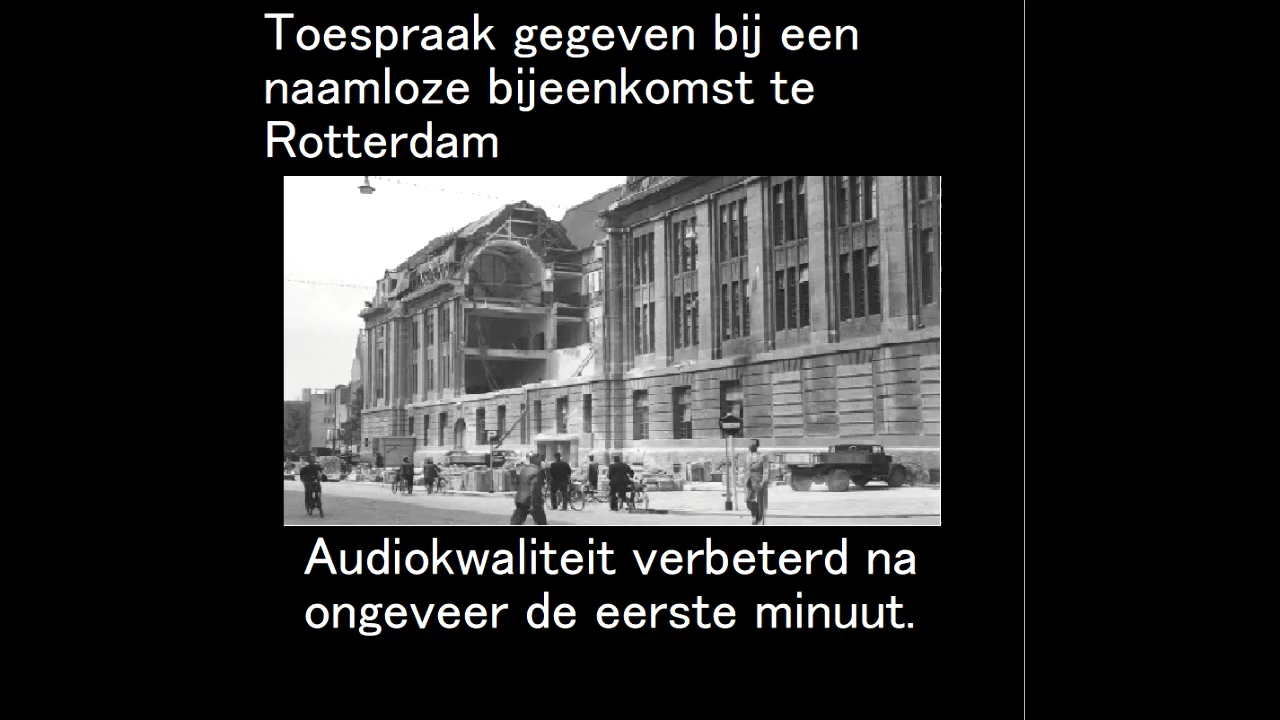 Toespraak gegeven bij een
naamloze bijeenkomst te
Rotterdam
Audiokwaliteit verbeterd na
ongeveer de eerste minuut.